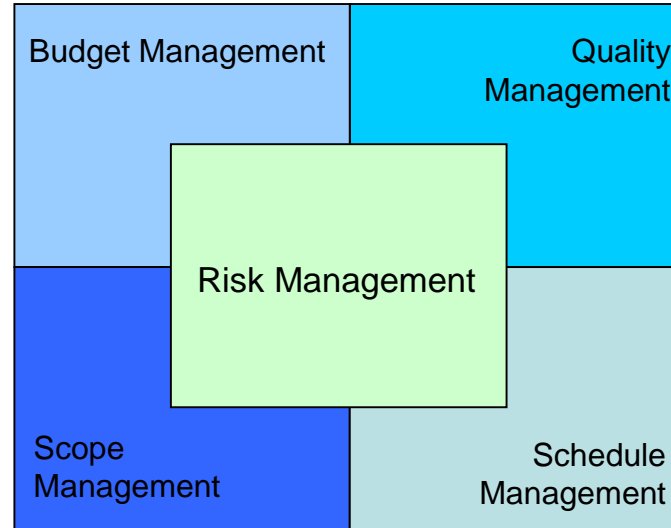 Budget Management
Quality
Management
Risk Management
Scope
Management
Schedule
Management